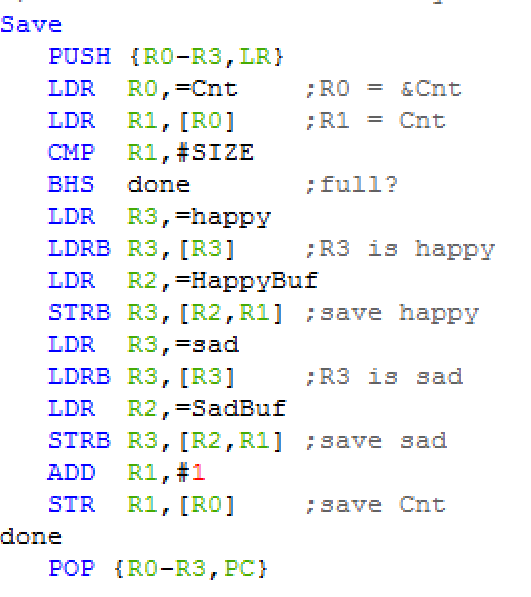 Save
PUSH {R0-R3,LR}
LDR R0,=Cnt ;R0 = &Cnt
LDR R1,[R0] ;R1 = Cnt
CMP R1,#SIZE
BHS done ;full?
LDR R3,=happy
LDRB R3,[R3] ;R3 is happy
LDR R2,=HappyBuf
STRB R3,[R2,R1] ;save happy
LDR R3,=sad
LDRB R3,[R3] ;R3 is sad
LDR R2,=SadBuf
STRB R3,[R2,R1] ;save sad
ADD R1,#1
STR R1,[R0] ;save Cnt
done
POP {R0-R3,PC}